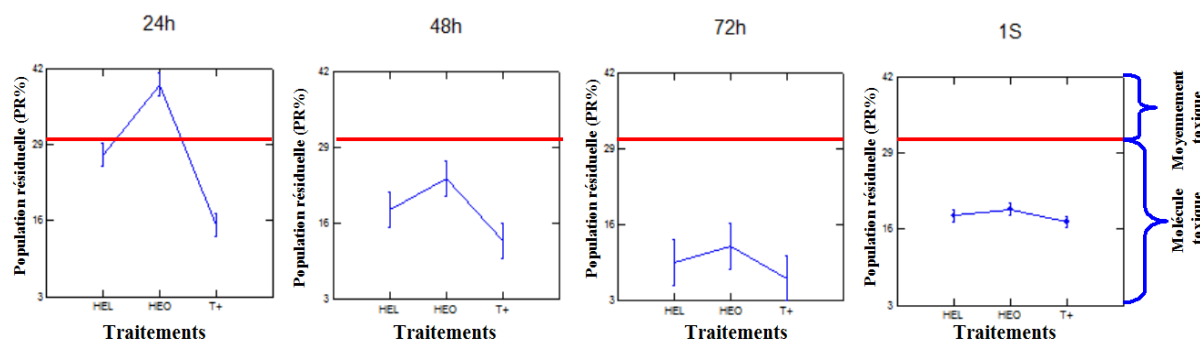 24h
48h
72h
1S
Population résiduelle (PR%)
42
29
16
3
HEL
HEO
T+
Traitements
Population résiduelle (PR%)
42
29
16
3
HEL
HEO
T+
Traitements
Population résiduelle (PR%)
42
29
16
3
HEL
HEO
T+
Traitements
Population résiduelle (PR%)
42
29
16
3
HEL
HEO
T+
Traitements
Moyennement
toxique
Molécule
toxique